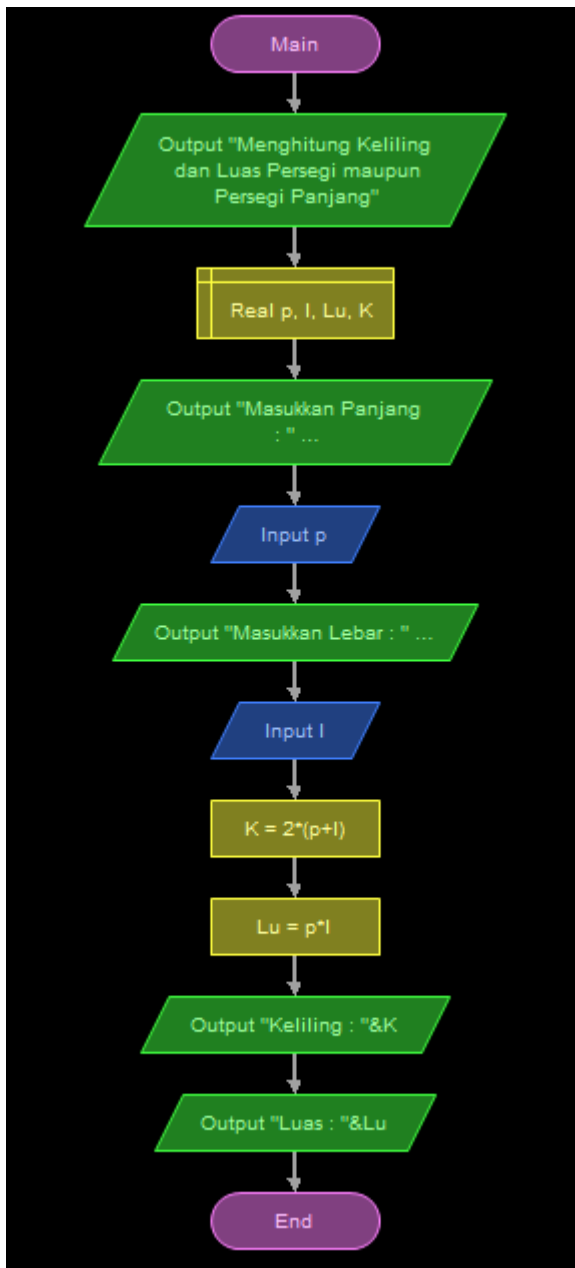 Main
Output "Menghitung Keliling
dan Luas Persegi maupun
Persegi Panjang"
Real p, l, Lu, K
Output "Masukkan Panjang
: " ...
Input p
Output "Masukkan Lebar : " ...
Input l
K = 2*(p+l)
Lu = p*l
Output "Keliling : "&K
Output "Luas : "&Lu
End